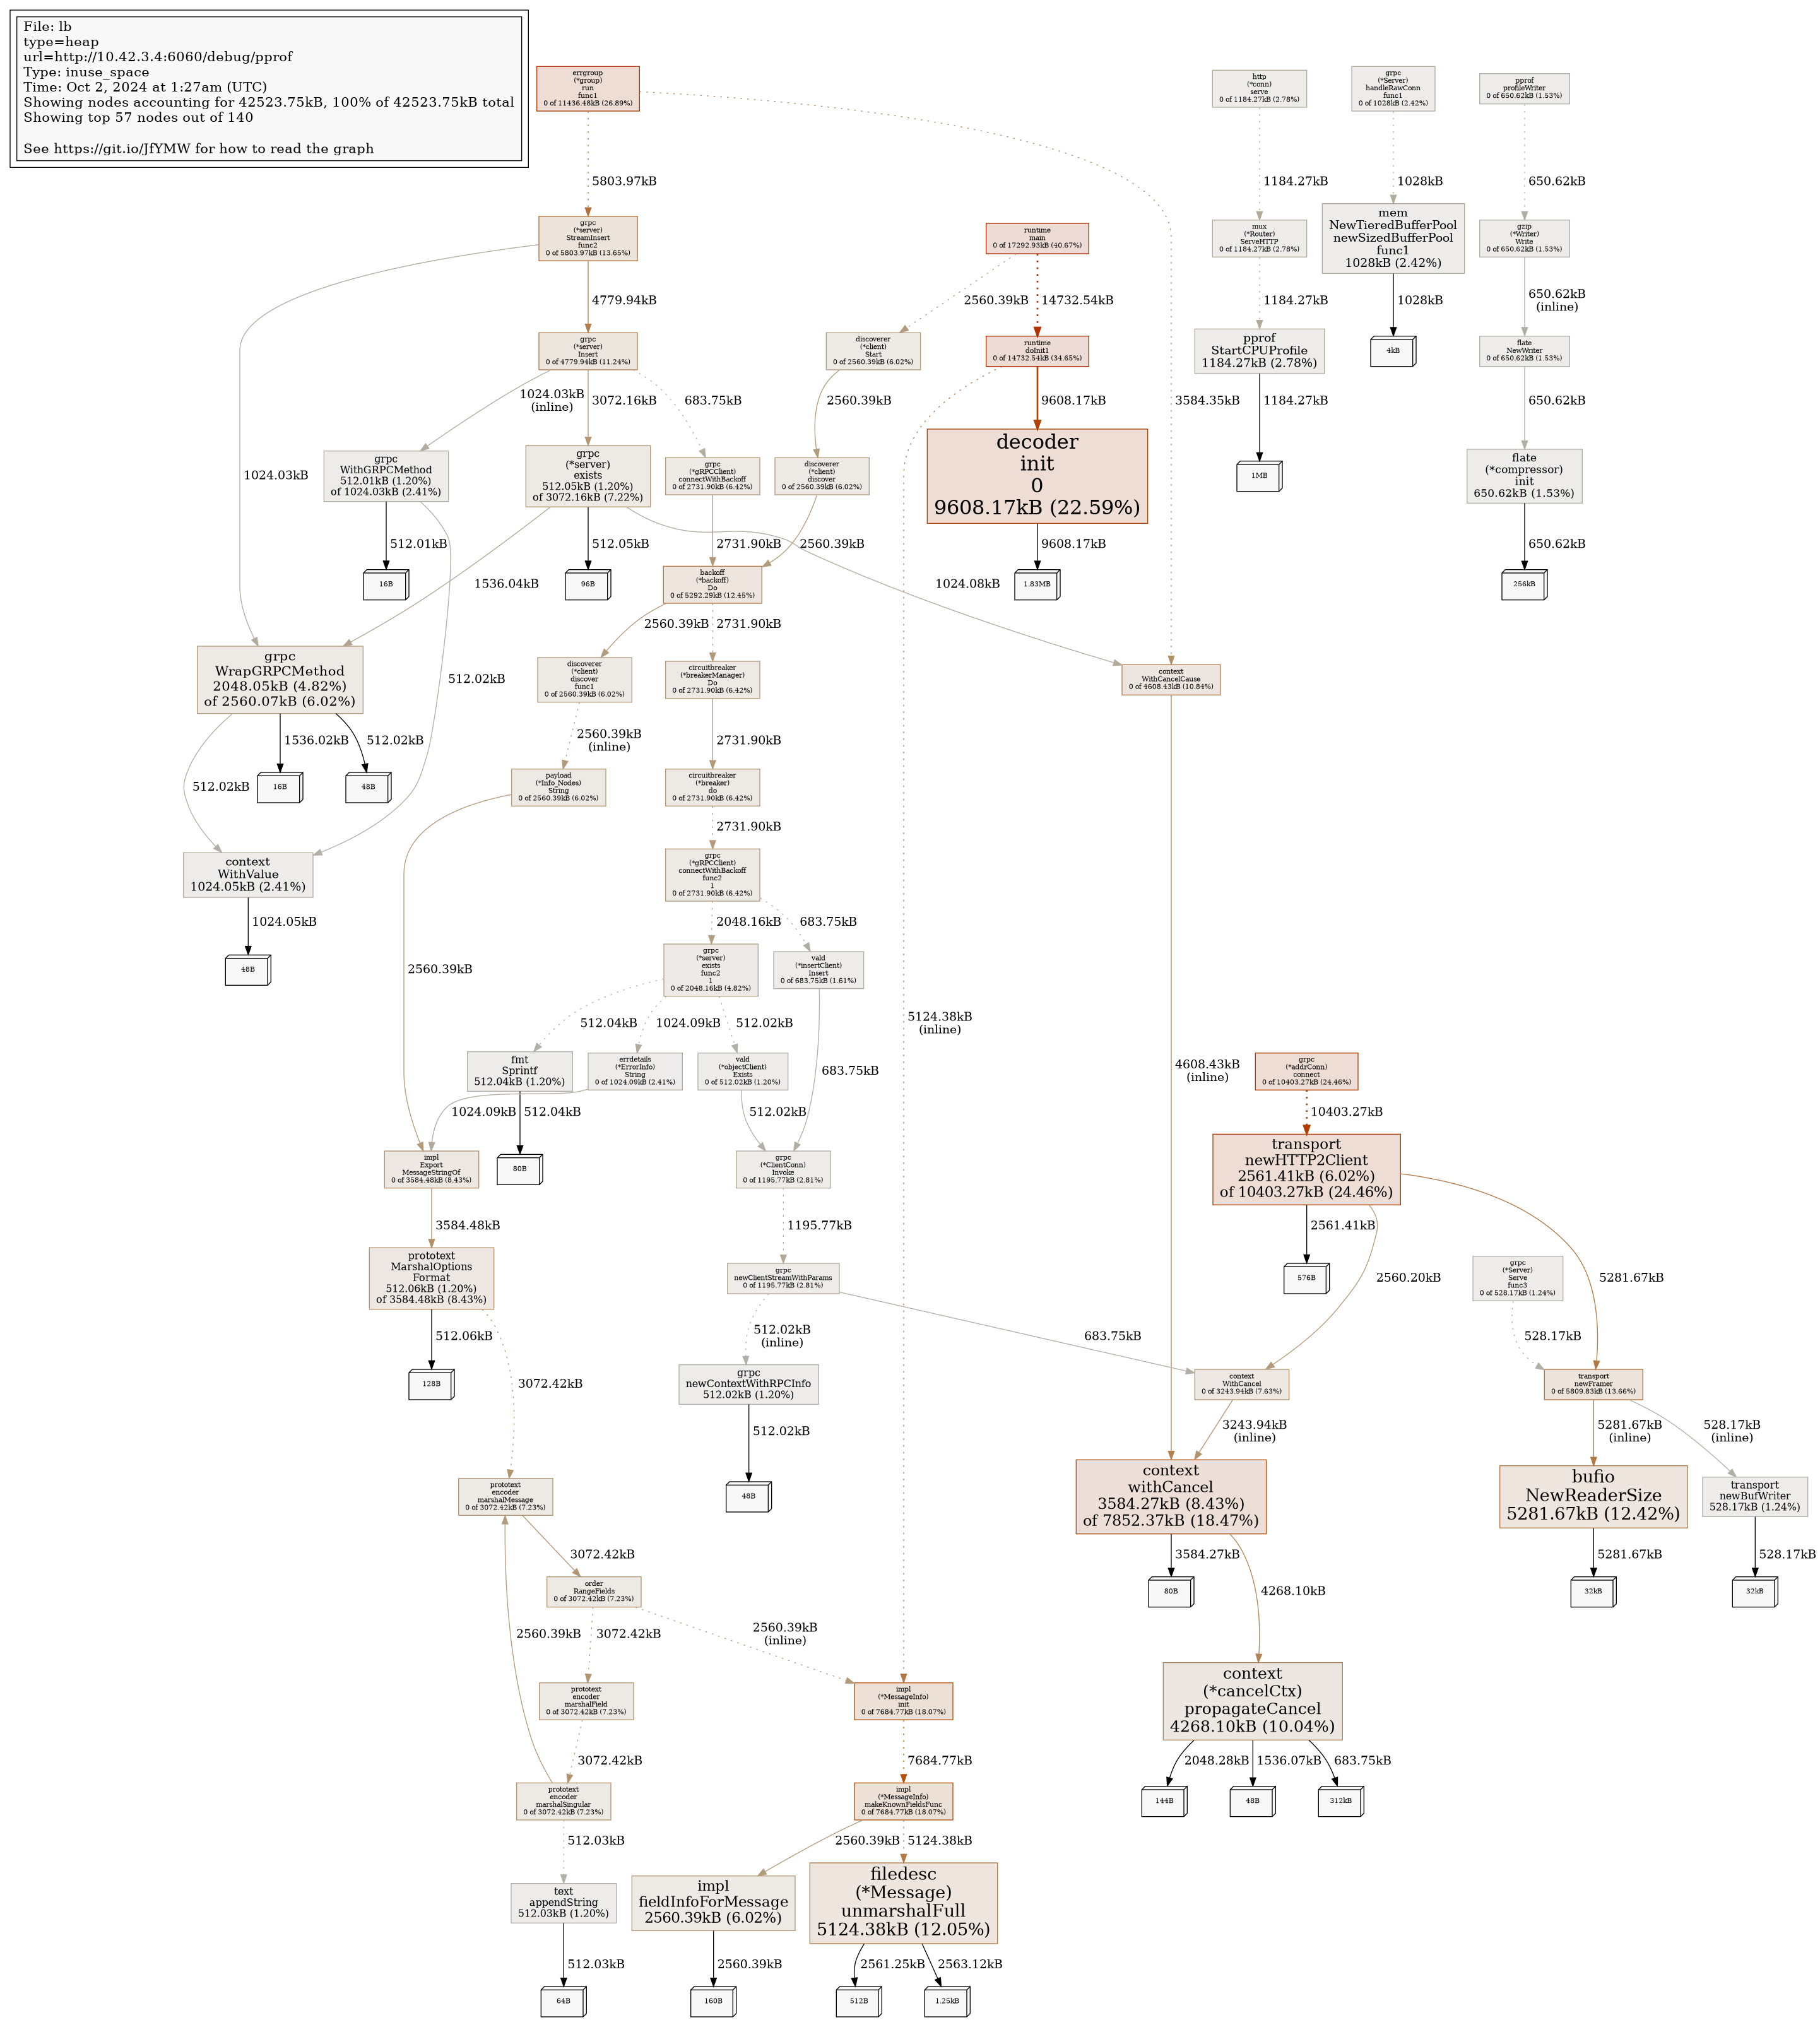 File: lb
type=heap
url=http://10.42.3.4:6060/debug/pprof
Type: inuse_space
Time: Oct 2, 2024 at 1:27am (UTC)
Showing nodes accounting for 42523.75kB, 100% of 42523.75kB total
Showing top 57 nodes out of 140
See https://git.io/JfYMW for how to read the graph
errgroup
(*group)
run
func1
0 of 11436.48kB (26.89%)
http
(*conn)
serve
0 of 1184.27kB (2.78%)
grpc
(*Server)
handleRawConn
func1
0 of 1028kB (2.42%)
pprof
profileWriter
0 of 650.62kB (1.53%)
5803.97kB
1184.27kB
1028kB
650.62kB
grpc
(*server)
StreamInsert
func2
0 of 5803.97kB (13.65%)
runtime
main
0 of 17292.93kB (40.67%)
mux
(*Router)
ServeHTTP
0 of 1184.27kB (2.78%)
mem
NewTieredBufferPool
newSizedBufferPool
func1
1028kB (2.42%)
gzip
(*Writer)
Write
0 of 650.62kB (1.53%)
4779.94kB
2560.39kB
14732.54kB
1184.27kB
1028kB
650.62kB
(inline)
grpc
(*server)
Insert
0 of 4779.94kB (11.24%)
discoverer
(*client)
Start
0 of 2560.39kB (6.02%)
runtime
doInit1
0 of 14732.54kB (34.65%)
pprof
StartCPUProfile
1184.27kB (2.78%)
4kB
flate
NewWriter
0 of 650.62kB (1.53%)
1024.03kB
(inline)
3072.16kB
683.75kB
2560.39kB
9608.17kB
3584.35kB
1184.27kB
650.62kB
1024.03kB
grpc
WithGRPCMethod
512.01kB (1.20%)
of 1024.03kB (2.41%)
grpc
(*server)
exists
512.05kB (1.20%)
of 3072.16kB (7.22%)
grpc
(*gRPCClient)
connectWithBackoff
0 of 2731.90kB (6.42%)
discoverer
(*client)
discover
0 of 2560.39kB (6.02%)
decoder
init
0
9608.17kB (22.59%)
1MB
flate
(*compressor)
init
650.62kB (1.53%)
512.01kB
512.05kB
2731.90kB
2560.39kB
9608.17kB
650.62kB
16B
96B
backoff
(*backoff)
Do
0 of 5292.29kB (12.45%)
1.83MB
256kB
1536.04kB
1024.08kB
2560.39kB
2731.90kB
grpc
WrapGRPCMethod
2048.05kB (4.82%)
of 2560.07kB (6.02%)
512.02kB
discoverer
(*client)
discover
func1
0 of 2560.39kB (6.02%)
circuitbreaker
(*breakerManager)
Do
0 of 2731.90kB (6.42%)
context
WithCancelCause
0 of 4608.43kB (10.84%)
1536.02kB
512.02kB
2560.39kB
(inline)
2731.90kB
512.02kB
16B
48B
payload
(*Info_Nodes)
String
0 of 2560.39kB (6.02%)
circuitbreaker
(*breaker)
do
0 of 2731.90kB (6.42%)
2731.90kB
context
WithValue
1024.05kB (2.41%)
grpc
(*gRPCClient)
connectWithBackoff
func2
1
0 of 2731.90kB (6.42%)
1024.05kB
2048.16kB
683.75kB
48B
2560.39kB
grpc
(*server)
exists
func2
1
0 of 2048.16kB (4.82%)
vald
(*insertClient)
Insert
0 of 683.75kB (1.61%)
512.04kB
1024.09kB
512.02kB
5124.38kB
(inline)
fmt
Sprintf
512.04kB (1.20%)
errdetails
(*ErrorInfo)
String
0 of 1024.09kB (2.41%)
vald
(*objectClient)
Exists
0 of 512.02kB (1.20%)
683.75kB
4608.43kB
(inline)
grpc
(*addrConn)
connect
0 of 10403.27kB (24.46%)
1024.09kB
512.04kB
512.02kB
10403.27kB
impl
Export
MessageStringOf
0 of 3584.48kB (8.43%)
80B
grpc
(*ClientConn)
Invoke
0 of 1195.77kB (2.81%)
transport
newHTTP2Client
2561.41kB (6.02%)
of 10403.27kB (24.46%)
3584.48kB
1195.77kB
2561.41kB
prototext
MarshalOptions
Format
512.06kB (1.20%)
of 3584.48kB (8.43%)
grpc
newClientStreamWithParams
0 of 1195.77kB (2.81%)
576B
2560.20kB
grpc
(*Server)
Serve
func3
0 of 528.17kB (1.24%)
5281.67kB
512.06kB
512.02kB
(inline)
683.75kB
528.17kB
128B
3072.42kB
grpc
newContextWithRPCInfo
512.02kB (1.20%)
context
WithCancel
0 of 3243.94kB (7.63%)
transport
newFramer
0 of 5809.83kB (13.66%)
512.02kB
3243.94kB
(inline)
5281.67kB
(inline)
528.17kB
(inline)
prototext
encoder
marshalMessage
0 of 3072.42kB (7.23%)
48B
context
withCancel
3584.27kB (8.43%)
of 7852.37kB (18.47%)
bufio
NewReaderSize
5281.67kB (12.42%)
transport
newBufWriter
528.17kB (1.24%)
3072.42kB
3584.27kB
5281.67kB
528.17kB
order
RangeFields
0 of 3072.42kB (7.23%)
80B
4268.10kB
32kB
32kB
2560.39kB
3072.42kB
2560.39kB
(inline)
prototext
encoder
marshalField
0 of 3072.42kB (7.23%)
impl
(*MessageInfo)
init
0 of 7684.77kB (18.07%)
context
(*cancelCtx)
propagateCancel
4268.10kB (10.04%)
3072.42kB
7684.77kB
2048.28kB
1536.07kB
683.75kB
prototext
encoder
marshalSingular
0 of 3072.42kB (7.23%)
impl
(*MessageInfo)
makeKnownFieldsFunc
0 of 7684.77kB (18.07%)
144B
48B
312kB
512.03kB
2560.39kB
5124.38kB
text
appendString
512.03kB (1.20%)
impl
fieldInfoForMessage
2560.39kB (6.02%)
filedesc
(*Message)
unmarshalFull
5124.38kB (12.05%)
512.03kB
2560.39kB
2561.25kB
2563.12kB
64B
160B
512B
1.25kB